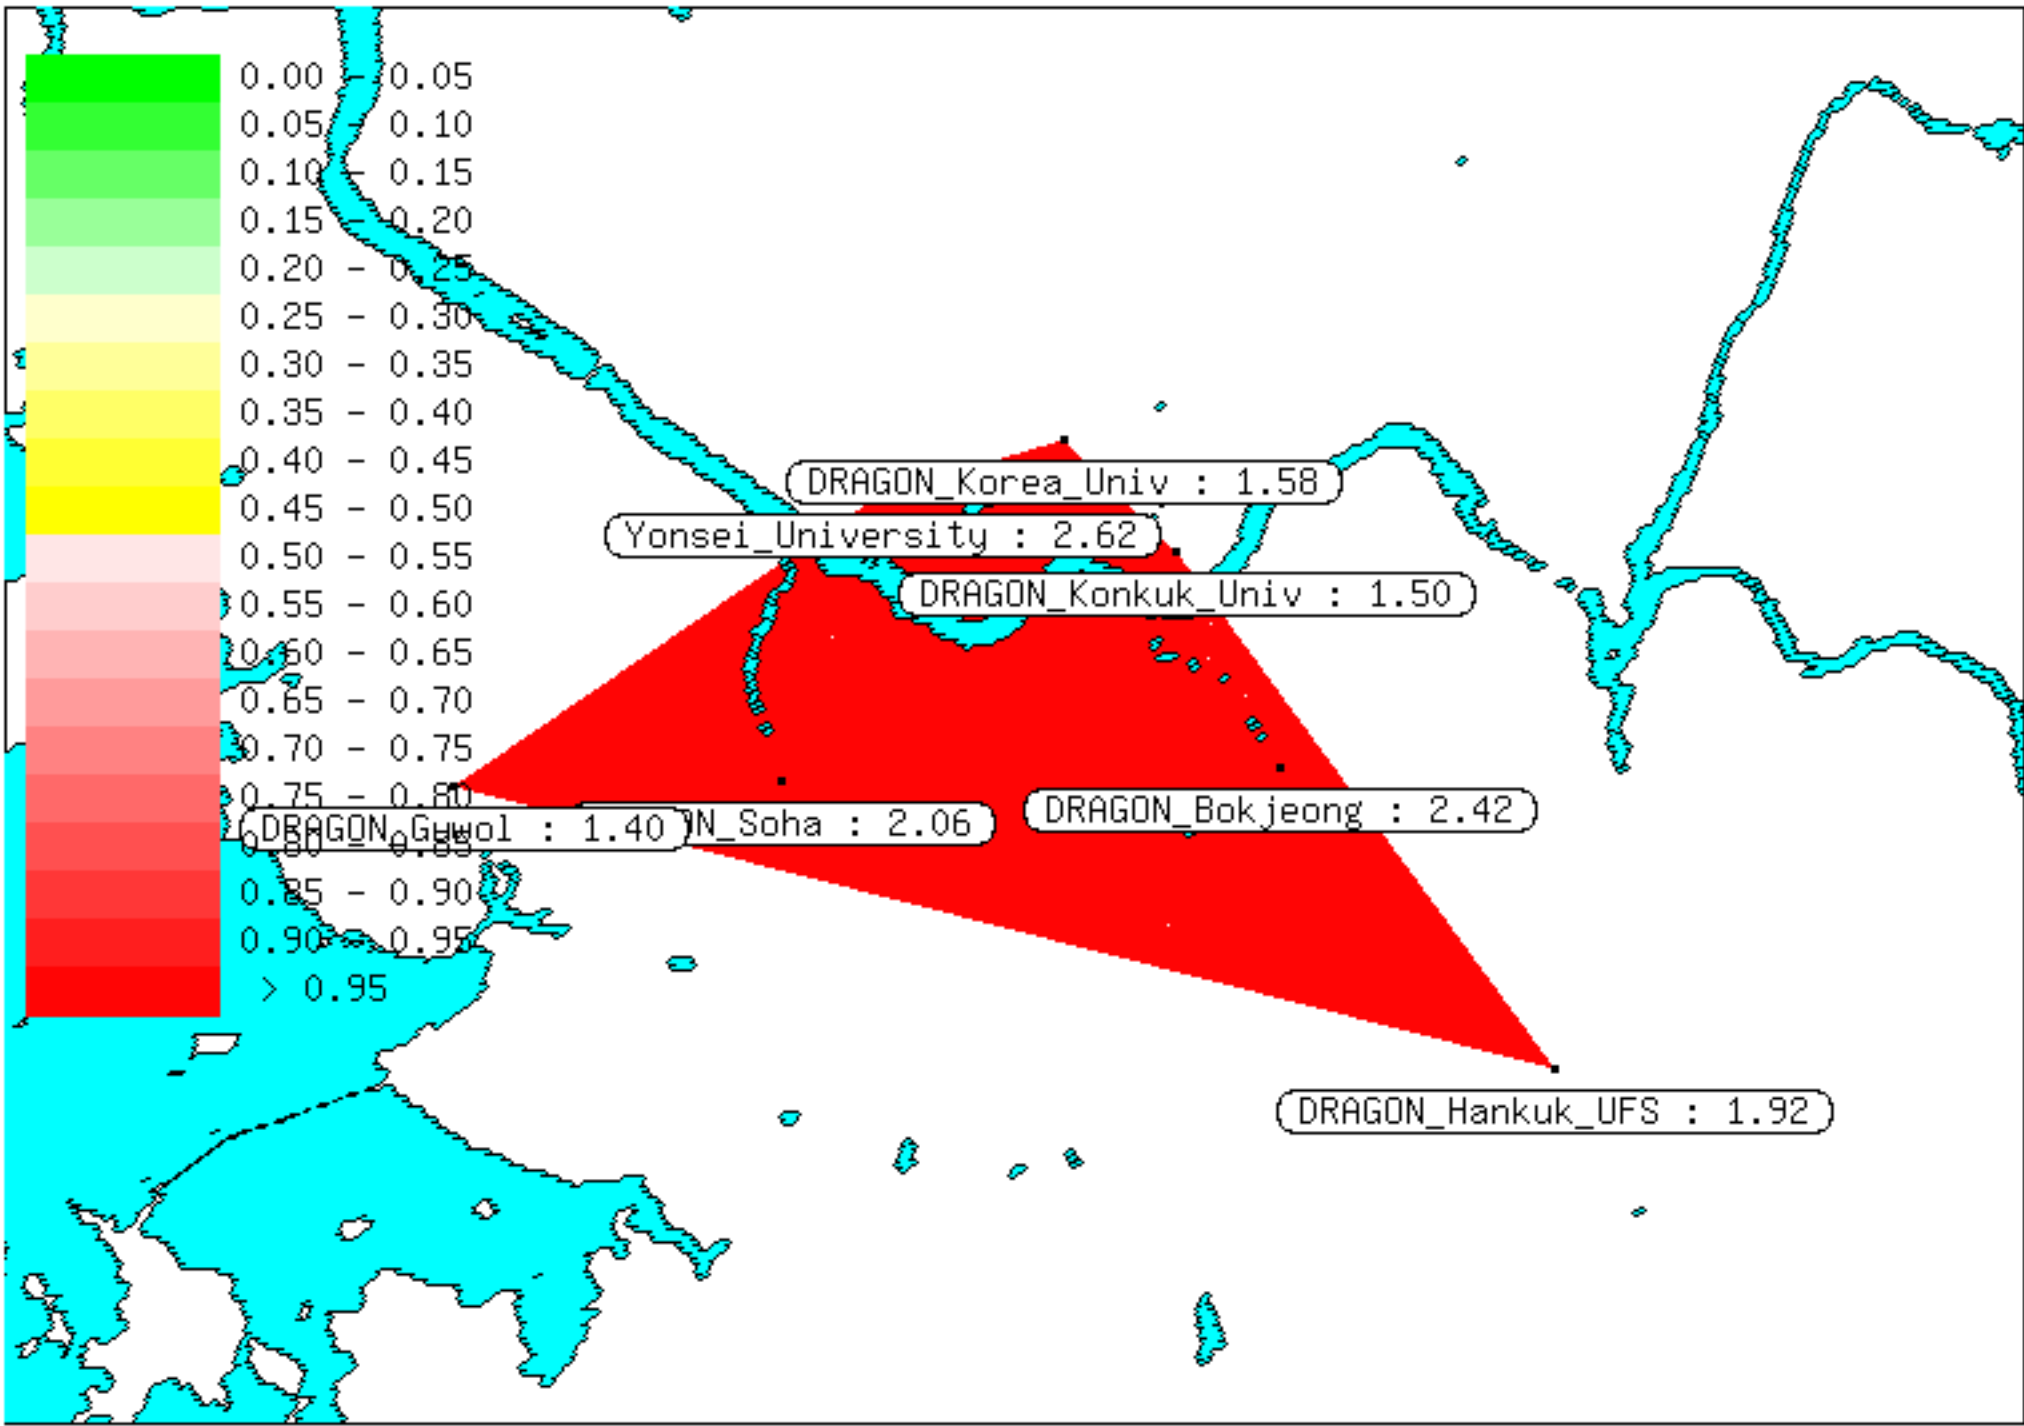 0.00 - 0.05
0.05 - 0.10
0.10 - 0.15
0.15 - 0.20
0.20 - 0.25
0.25 - 0.30
0.30 - 0.35
0.35 - 0.40
0.40 - 0.45
0.45 - 0.50
0.50 - 0.55
0.55 - 0.60
0.60 - 0.65
0.65 - 0.70
0.70 - 0.75
0.75 - 0.80
0.80 - 0.85
0.85 - 0.90
0.90 - 0.95
> 0.95
DRAGON_Korea_Univ : 1.58
Yonsei_University : 2.62
DRAGON_Konkuk_Univ : 1.50
DRAGON_Bokjeong : 2.42
DRAGON_Guwol : 1.40
N_Soha : 2.06
DRAGON_Hankuk_UFS : 1.92